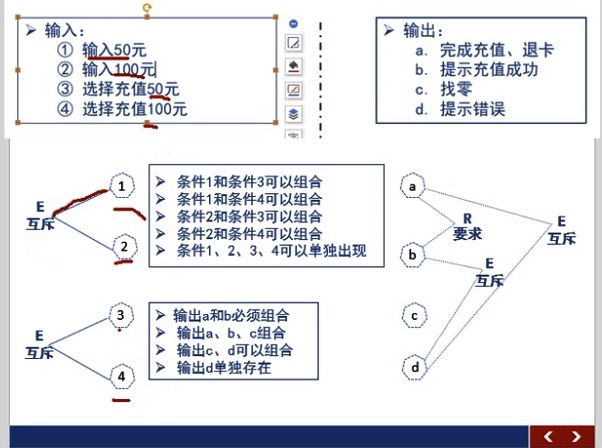 ➢ 输入：
① 输入50元
② 输入100元
③ 选择充值50元
④ 选择充值100元
➢ 输出：
a. 完成充值、退卡
b. 提示充值成功
c. 找零
d. 提示错误
E
互斥
1
2
➢ 条件1和条件3可以组合
➢ 条件1和条件4可以组合
➢ 条件2和条件3可以组合
➢ 条件2和条件4可以组合
➢ 条件1、2、3、4可以单独出现
E
互斥
3
4
➢ 输出a和b必须组合
➢ 输出a、b、c组合
➢ 输出c、d可以组合
➢ 输出d单独存在
a
b
c
d
R
要求
E
互斥
E
互斥